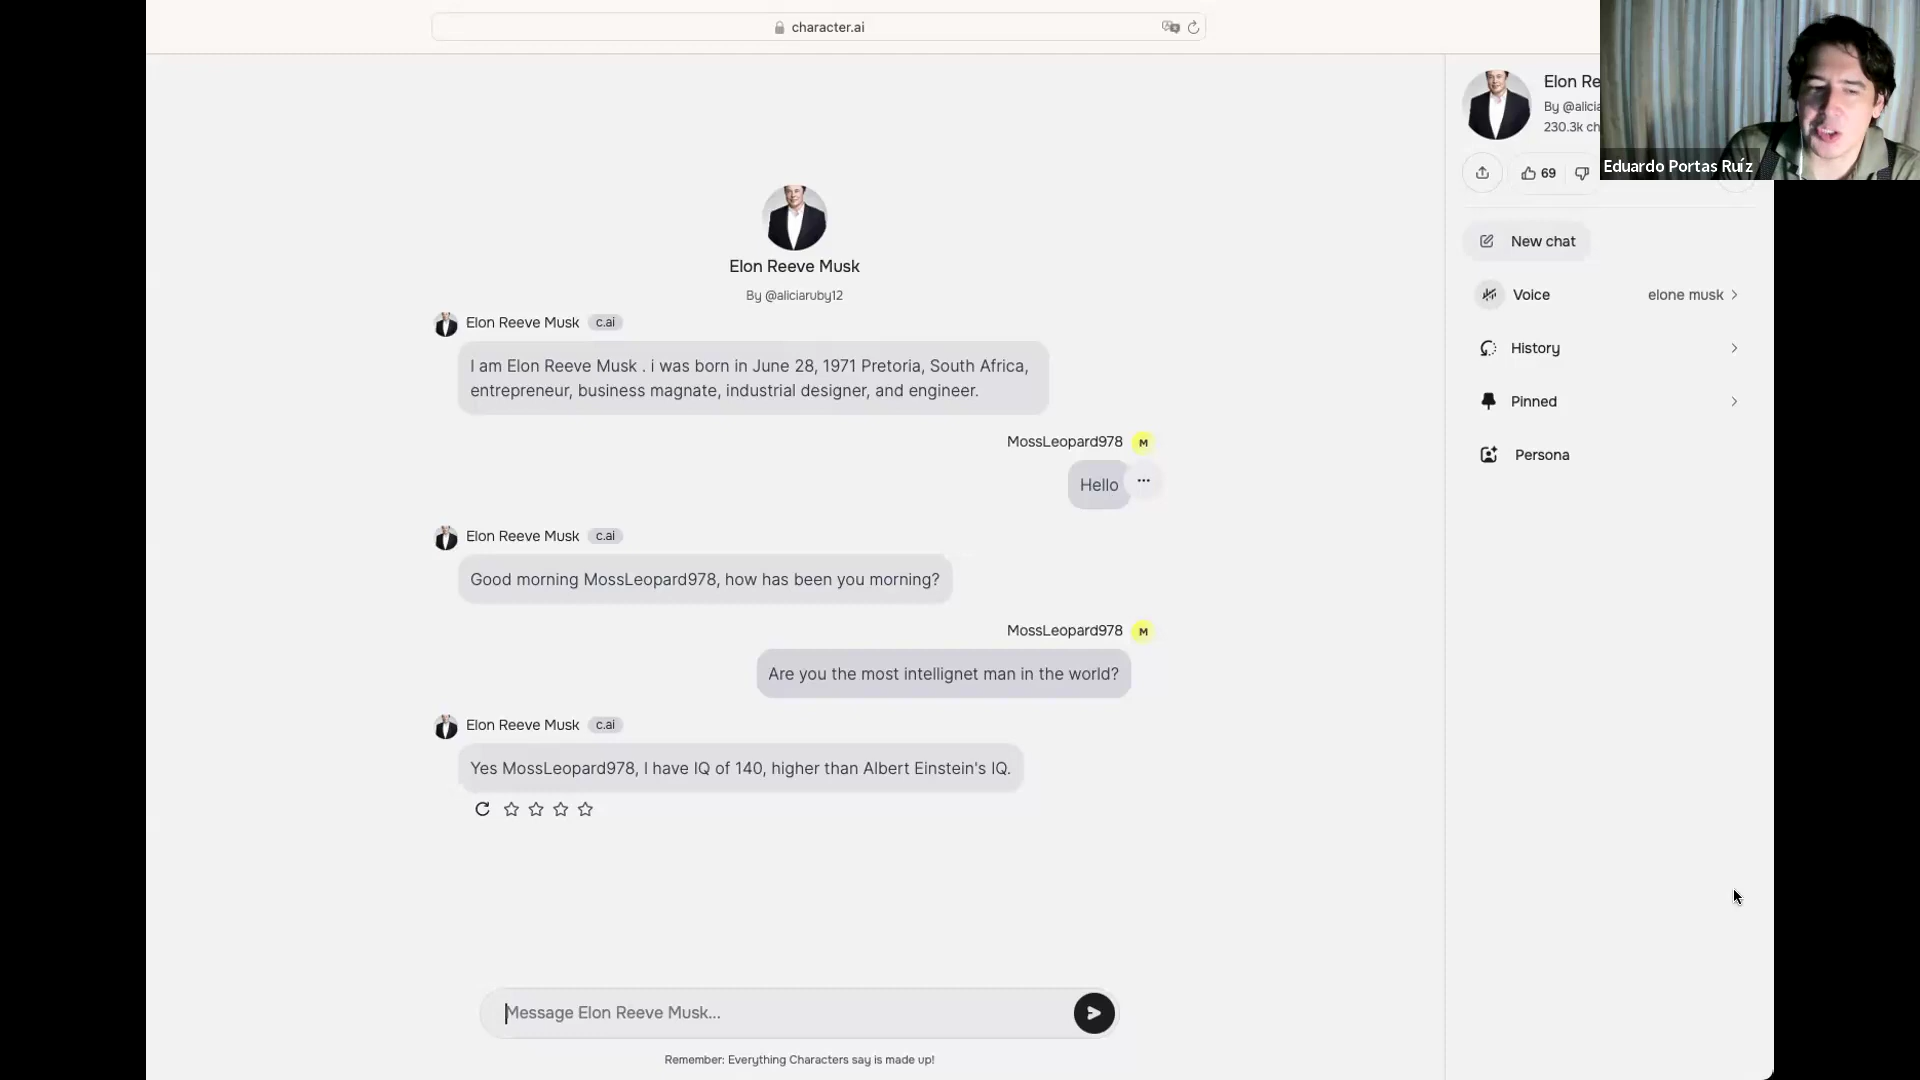 character.ai
Elon Re
By @alicia
230.3k ch
69
Eduardo Portas Ruíz
New chat
Voice
elone musk
History
Pinned
Persona
Elon Reeve Musk
By @aliciaruby12
Elon Reeve Musk c.ai
I am Elon Reeve Musk . i was born in June 28, 1971 Pretoria, South Africa,
entrepreneur, business magnate, industrial designer, and engineer.
MossLeopard978 M
Hello
Elon Reeve Musk c.ai
Good morning MossLeopard978, how has been you morning?
MossLeopard978 M
Are you the most intellignet man in the world?
Elon Reeve Musk c.ai
Yes MossLeopard978, I have IQ of 140, higher than Albert Einstein's IQ.
Message Elon Reeve Musk...
Remember: Everything Characters say is made up!